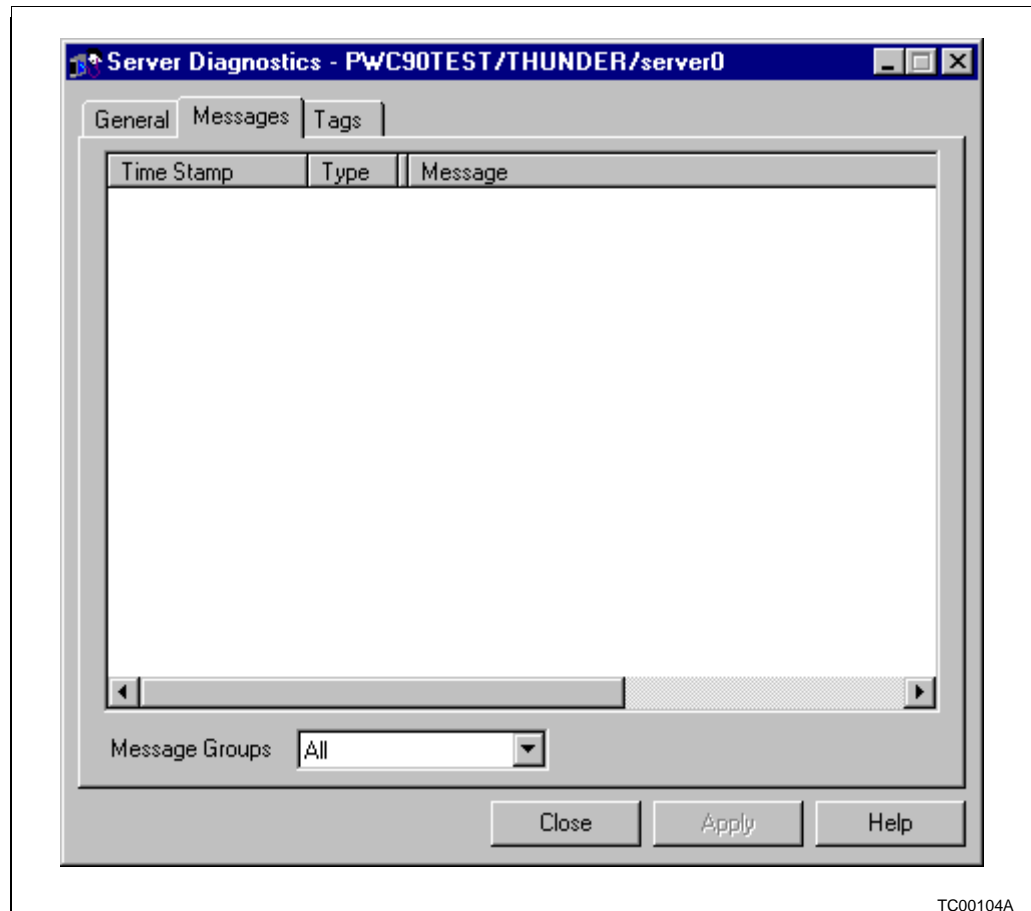 Server Diagnostics - PWC90TEST/THUNDER/server0
General Messages Tags
Time Stamp Type Message
Message Groups All
Close Apply Help
TC00104A